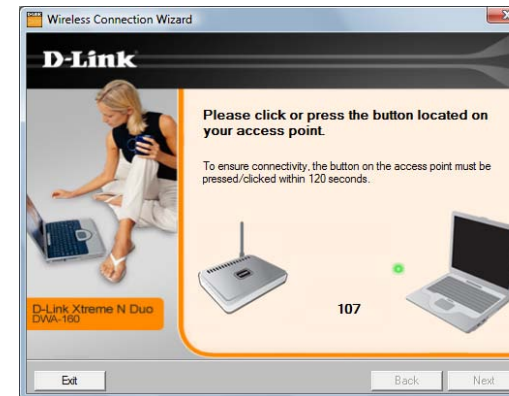 Wireless Connection Wizard
D-Link
Please click or press the button located on
your access point.
To ensure connectivity, the button on the access point must be
pressed/clicked within 120 seconds.
107
D-Link Xtreme N Duo
DWA-160
Exit
Back
Next